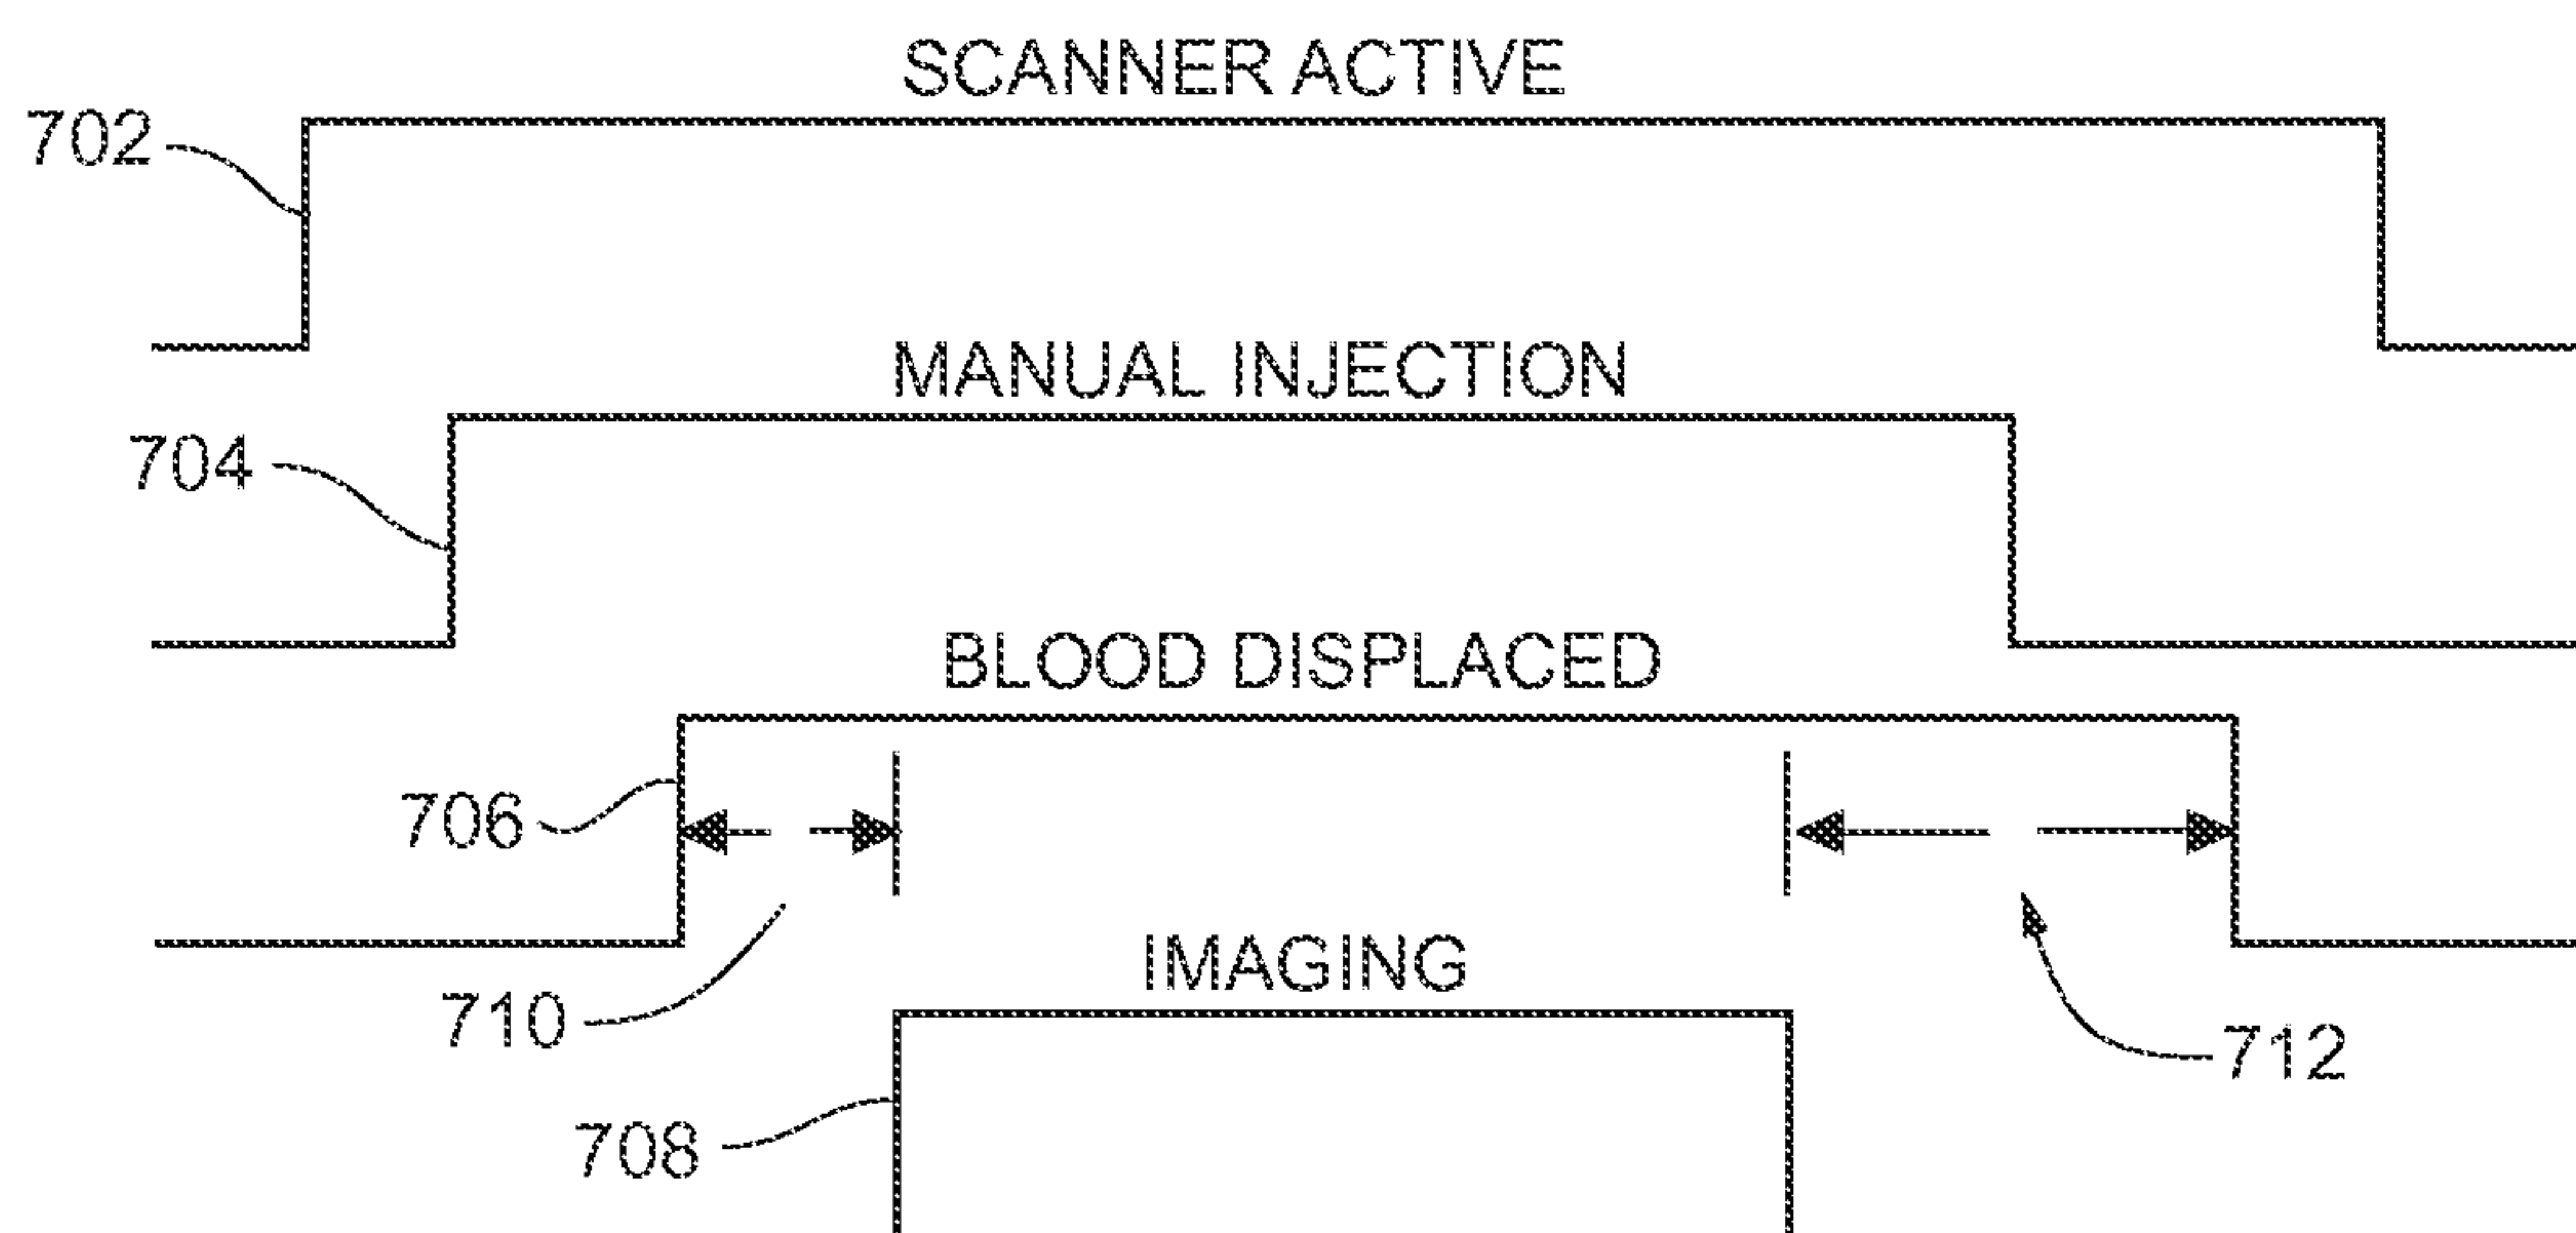 SCANNER ACTIVE
702
MANUAL INJECTION
704
BLOOD DISPLACED
706
IMAGING
710
712
708